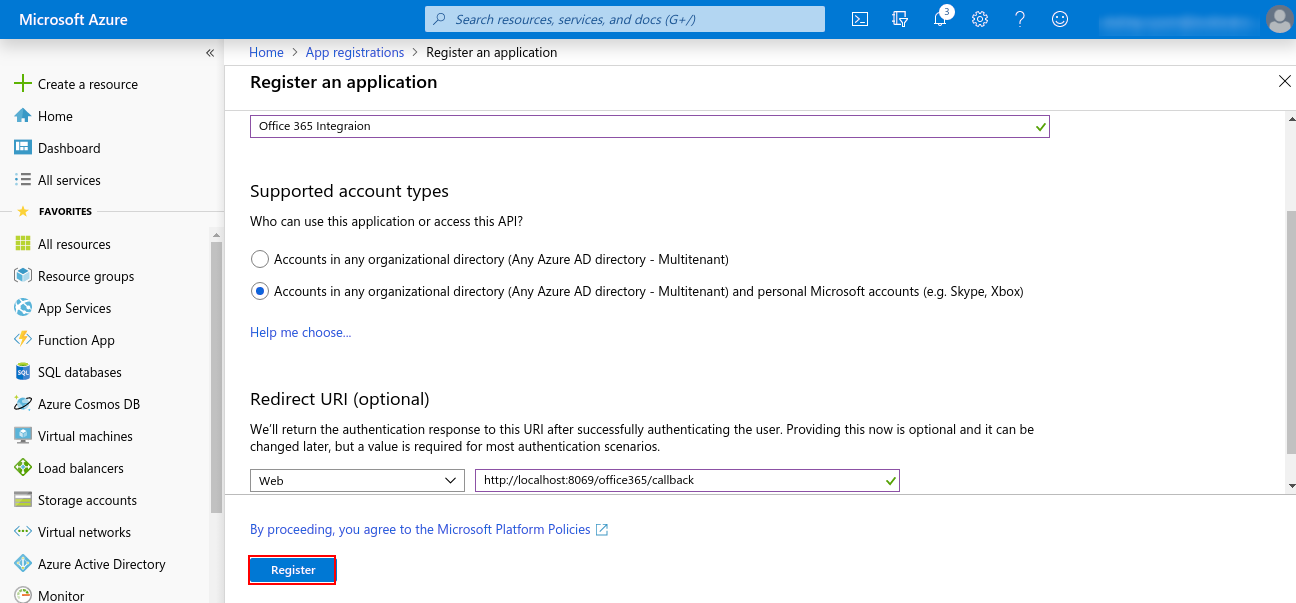 Microsoft Azure
Search resources, services, and docs (G+/)
3
«
Home > App registrations > Register an application
Create a resource
Home
Dashboard
All services
FAVORITES
All resources
Resource groups
App Services
Function App
SQL databases
Azure Cosmos DB
Virtual machines
Load balancers
Storage accounts
Virtual networks
Azure Active Directory
Monitor
Register an application
Office 365 Integraion
Supported account types
Who can use this application or access this API?
Accounts in any organizational directory (Any Azure AD directory - Multitenant)
Accounts in any organizational directory (Any Azure AD directory - Multitenant) and personal Microsoft accounts (e.g. Skype, Xbox)
Help me choose...
Redirect URI (optional)
We'll return the authentication response to this URI after successfully authenticating the user. Providing this now is optional and it can be
changed later, but a value is required for most authentication scenarios.
Web
http://localhost:8069/office365/callback
By proceeding, you agree to the Microsoft Platform Policies
Register